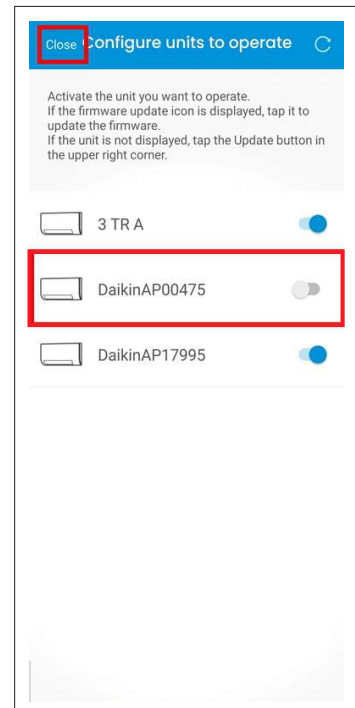 Close Configure units to operate
Activate the unit you want to operate.
If the firmware update icon is displayed, tap it to
update the firmware.
If the unit is not displayed, tap the Update button in
the upper right corner.
3 TR A
DaikinAP00475
DaikinAP17995